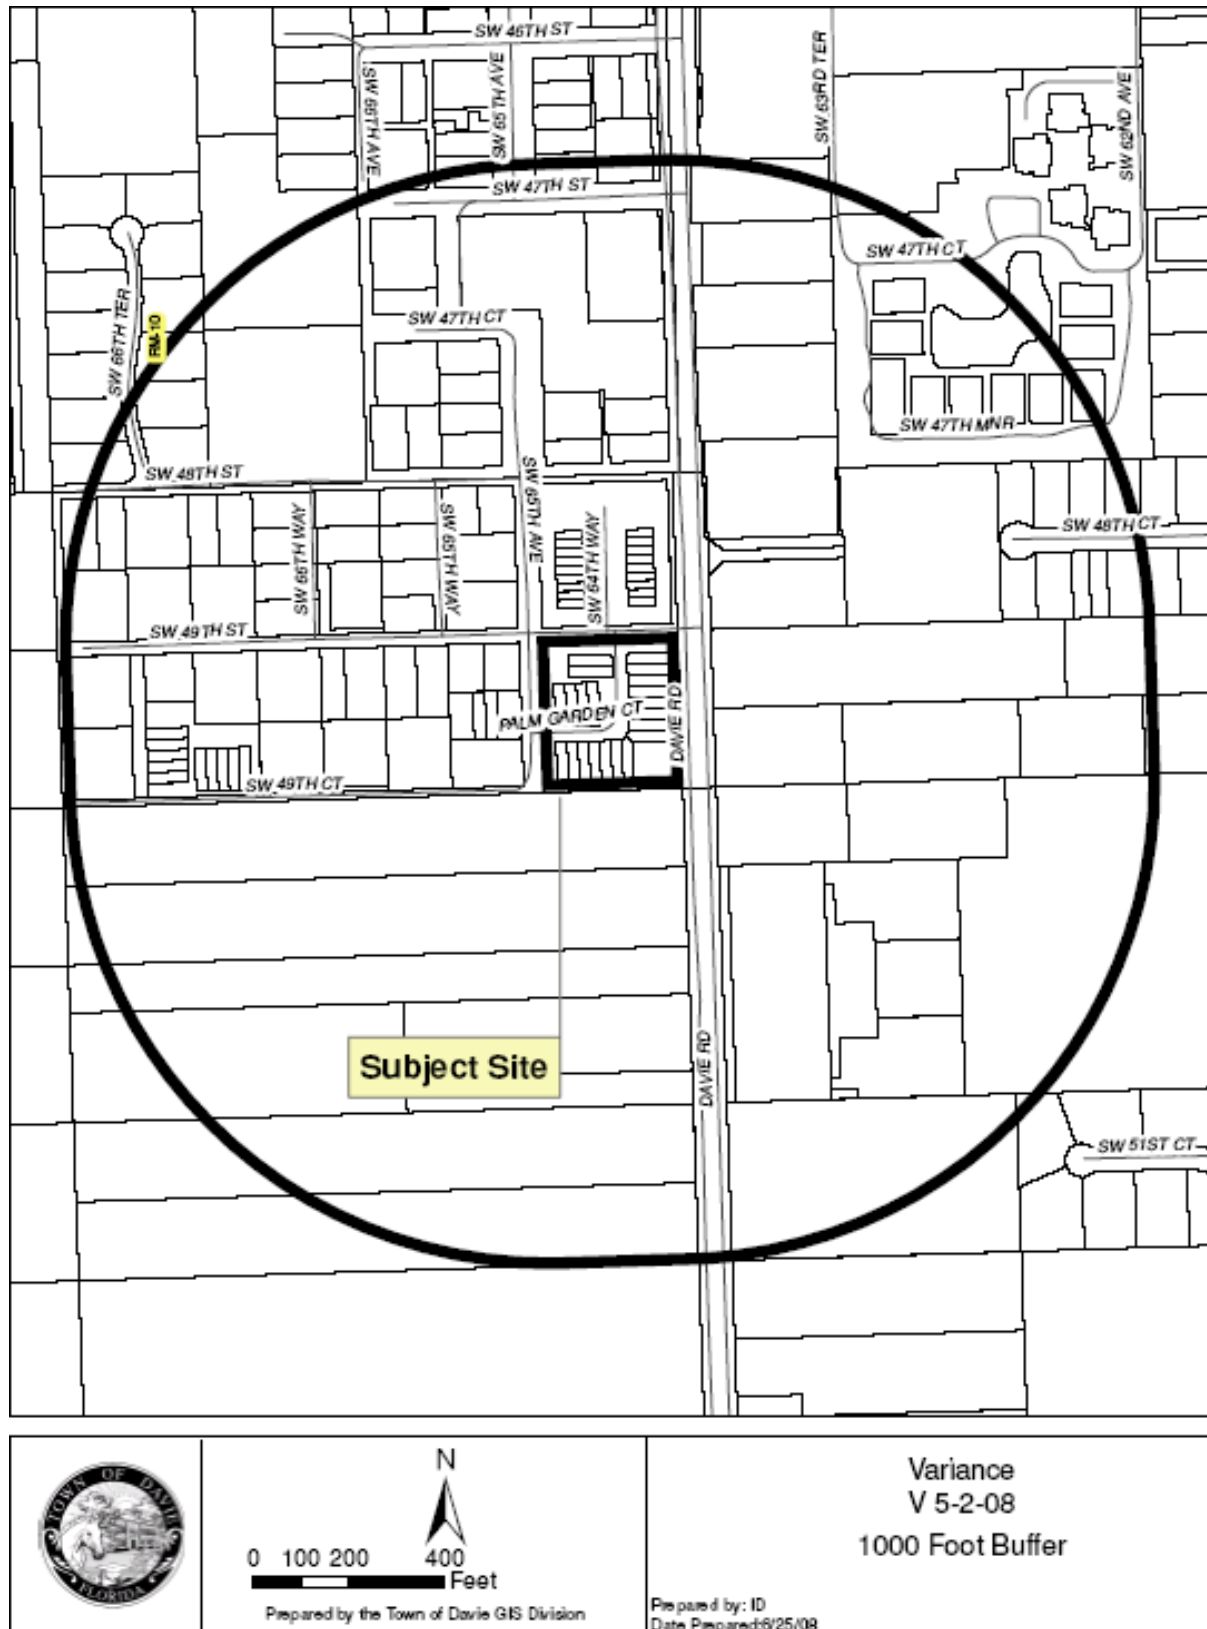 SW 46TH ST
SW 66TH AVE
SW 65TH AVE
SW 63RD TER
SW 62ND AVE
SW 47TH ST
SW 47TH CT
SW 66TH TER
RM-10
SW 47TH CT
SW 47TH MNR
SW 48TH ST
SW 65TH AVE
SW 66TH WAY
SW 65TH WAY
SW 64TH WAY
SW 48TH CT
SW 49TH ST
PALM GARDEN CT
DAVIE RD
SW 49TH CT
Subject Site
DAVIE RD
SW 51ST CT
TOWN OF DAVIE
FLORIDA
N
0 100 200 400
Feet
Prepared by the Town of Davie GIS Division
Variance
V 5-2-08
1000 Foot Buffer
Prepared by: ID
Date Prepared:6/25/08